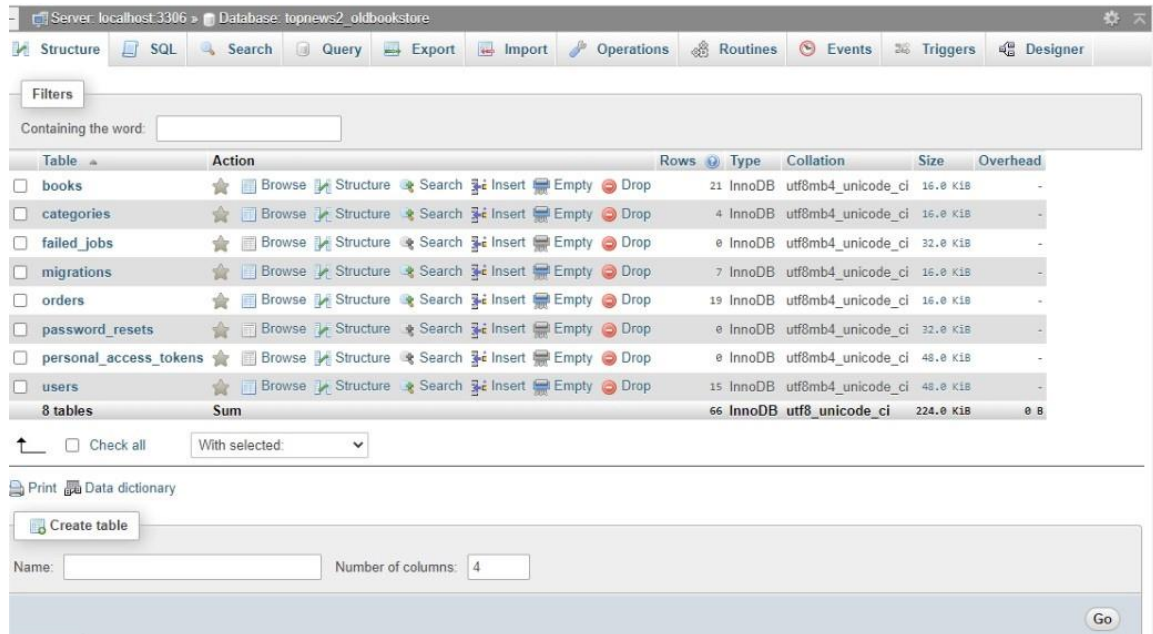 Server: localhost:3306 » Database: topnews2_oldbookstore
Structure SQL Search Query Export Import Operations Routines Events Triggers Designer
Filters
Containing the word:
Table Action Rows Type Collation Size Overhead
books Browse Structure Search Insert Empty Drop 21 InnoDB utf8mb4_unicode_ci 16.0 KiB -
categories Browse Structure Search Insert Empty Drop 4 InnoDB utf8mb4_unicode_ci 16.0 KiB -
failed_jobs Browse Structure Search Insert Empty Drop 0 InnoDB utf8mb4_unicode_ci 32.0 KiB -
migrations Browse Structure Search Insert Empty Drop 7 InnoDB utf8mb4_unicode_ci 16.0 KiB -
orders Browse Structure Search Insert Empty Drop 19 InnoDB utf8mb4_unicode_ci 16.0 KiB -
password_resets Browse Structure Search Insert Empty Drop 0 InnoDB utf8mb4_unicode_ci 32.0 KiB -
personal_access_tokens Browse Structure Search Insert Empty Drop 0 InnoDB utf8mb4_unicode_ci 48.0 KiB -
users Browse Structure Search Insert Empty Drop 15 InnoDB utf8mb4_unicode_ci 48.0 KiB -
8 tables Sum 66 InnoDB utf8_unicode_ci 224.0 KiB 0 B
Check all With selected:
Print Data dictionary
Create table
Name: Number of columns: 4
Go